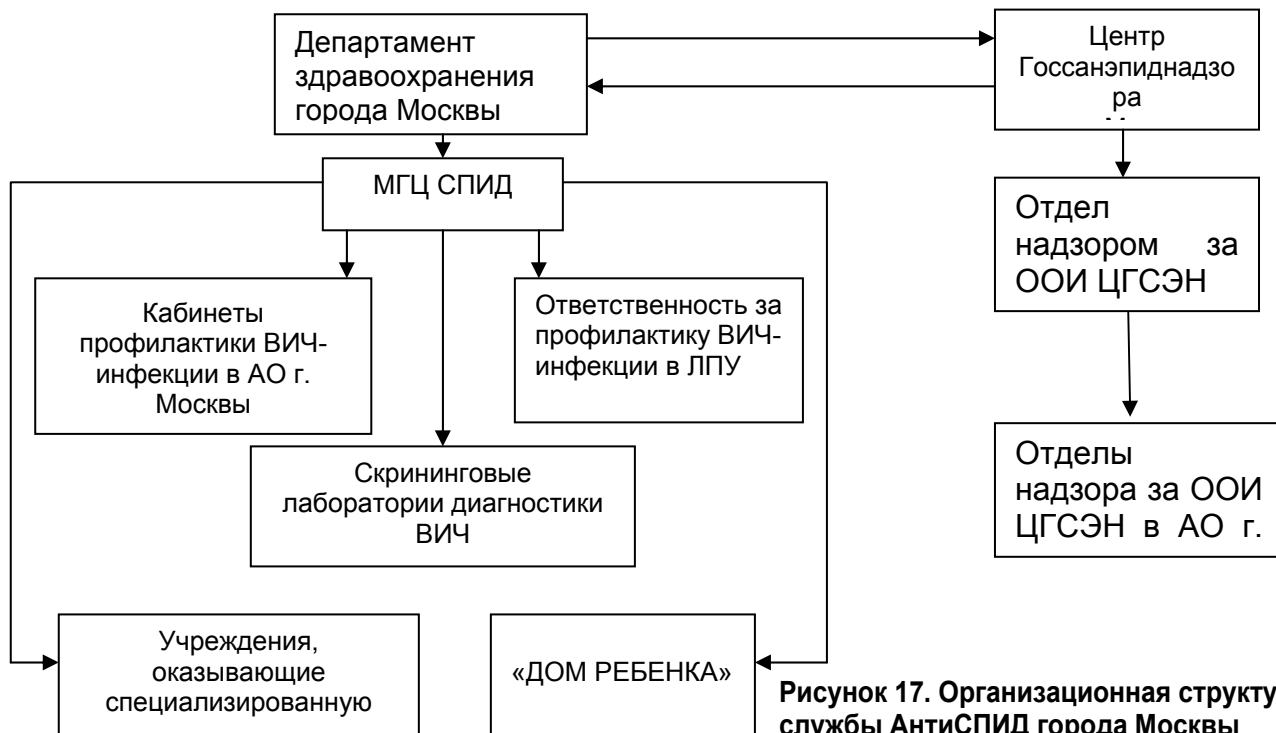 Департамент
здравоохранения
города Москвы
Центр
Госсанэпиднадзо
ра
МГЦ СПИД
Отдел
надзором за
ООИ ЦГСЭН
Кабинеты
профилактики ВИЧ-
инфекции в АО г.
Москвы
Ответственность за
профилактику ВИЧ-
инфекции в ЛПУ
Скрининговые
лаборатории диагностики
ВИЧ
Отделы
надзора за ООИ
ЦГСЭН в АО г.
Учреждения,
оказывающие
специализированную
«ДОМ РЕБЕНКА»
Рисунок 17. Организационная структу
службы АнтиСПИД города Москвы